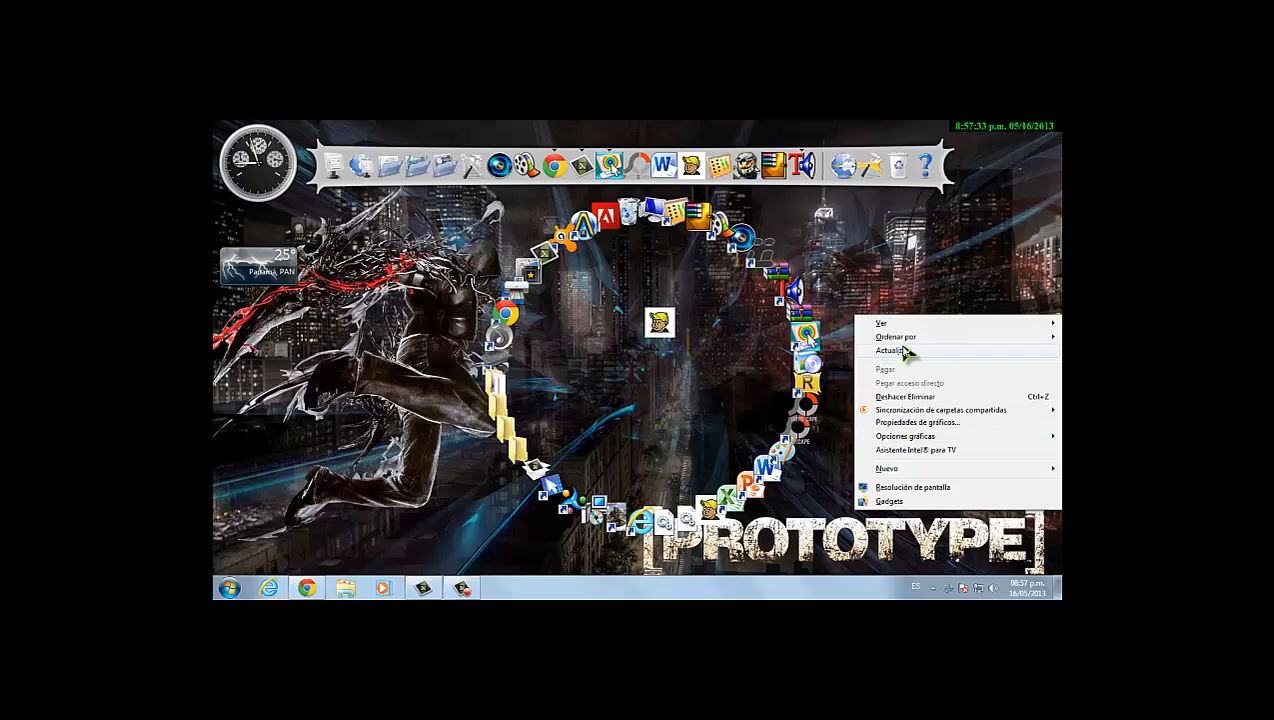 8:57:33 p.m. 05/16/2013
25°
Panamá, PAN
Ver
Ordenar por
Actualiz
Pegar
Pegar acceso directo
Deshacer Eliminar Ctrl+Z
Sincronización de carpetas compartidas
Propiedades de gráficos...
Opciones gráficas
Asistente Intel® para TV
Nuevo
Resolución de pantalla
Gadgets
[PROTOTYPE]
ES
08:57 p.m.
16/05/2013